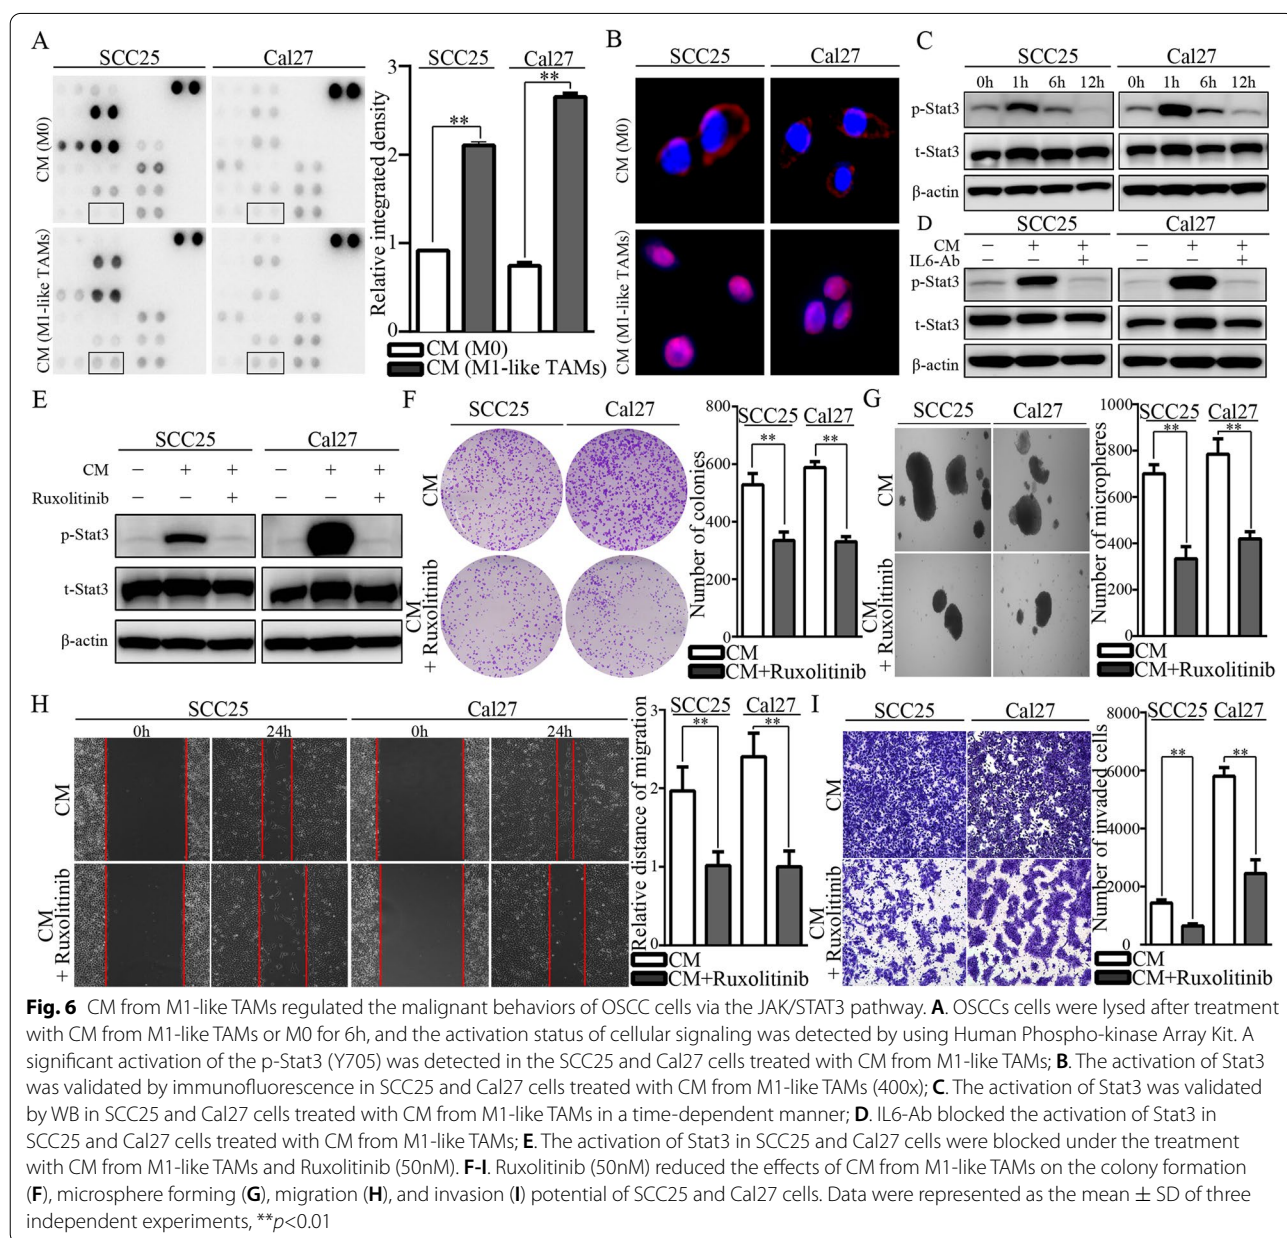 A
SCC25
Cal27
CM (M0)
CM (M1-like TAMs)
Relative integrated density
3
2
1
0
SCC25
Cal27
**
**
CM (M0)
CM (M1-like TAMs)
B
SCC25
Cal27
CM (M0)
CM (M1-like TAMs)
C
SCC25
Cal27
0h 1h 6h 12h 0h 1h 6h 12h
p-Stat3
t-Stat3
β-actin
D
SCC25
Cal27
CM − + + − + +
IL6-Ab − − + − − +
p-Stat3
t-Stat3
β-actin
E
SCC25
Cal27
CM − + + − + +
Ruxolitinib − − + − − +
p-Stat3
t-Stat3
β-actin
F
SCC25
Cal27
CM
CM
+ Ruxolitinib
Number of colonies
800
600
400
200
0
SCC25
Cal27
**
**
CM
CM+Ruxolitinib
G
SCC25
Cal27
CM
CM
+ Ruxolitinib
Number of micropheres
1000
800
600
400
200
0
SCC25
Cal27
**
**
CM
CM+Ruxolitinib
H
SCC25
Cal27
0h 24h 0h 24h
CM
CM
+ Ruxolitinib
Relative distance of migration
3
2
1
0
SCC25
Cal27
**
**
CM
CM+Ruxolitinib
I
SCC25
Cal27
CM
CM
+ Ruxolitinib
Number of invaded cells
8000
6000
4000
2000
0
SCC25
Cal27
**
**
CM
CM+Ruxolitinib
Fig. 6 CM from M1-like TAMs regulated the malignant behaviors of OSCC cells via the JAK/STAT3 pathway. A. OSCCs cells were lysed after treatment
with CM from M1-like TAMs or M0 for 6h, and the activation status of cellular signaling was detected by using Human Phospho-kinase Array Kit. A
significant activation of the p-Stat3 (Y705) was detected in the SCC25 and Cal27 cells treated with CM from M1-like TAMs; B. The activation of Stat3
was validated by immunofluorescence in SCC25 and Cal27 cells treated with CM from M1-like TAMs (400x); C. The activation of Stat3 was validated
by WB in SCC25 and Cal27 cells treated with CM from M1-like TAMs in a time-dependent manner; D. IL6-Ab blocked the activation of Stat3 in
SCC25 and Cal27 cells treated with CM from M1-like TAMs; E. The activation of Stat3 in SCC25 and Cal27 cells were blocked under the treatment
with CM from M1-like TAMs and Ruxolitinib (50nM). F-I. Ruxolitinib (50nM) reduced the effects of CM from M1-like TAMs on the colony formation
(F), microsphere forming (G), migration (H), and invasion (I) potential of SCC25 and Cal27 cells. Data were represented as the mean ± SD of three
independent experiments, **p<0.01